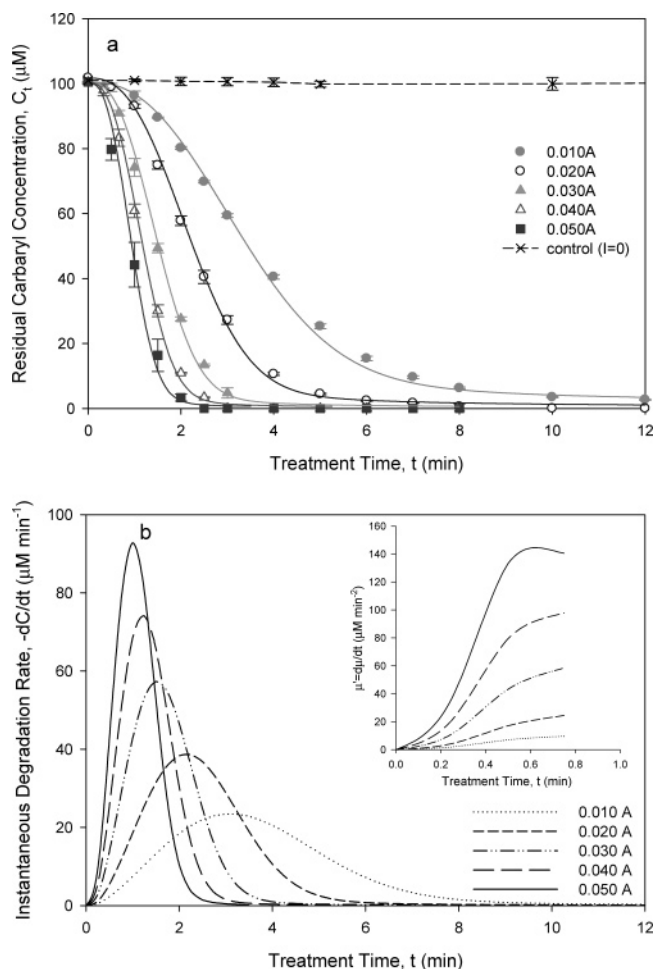 120
100
80
60
40
20
0
Residual Carbaryl Concentration, Cₜ (μM)
a
0.010A
0.020A
0.030A
0.040A
0.050A
control (I=0)
0 2 4 6 8 10 12
Treatment Time, t (min)
100
80
60
40
20
0
Instantaneous Degradation Rate, -dC/dt (μM min⁻¹)
b
160
140
120
100
80
60
40
20
0
μ'=dμ/dt (μM min⁻²)
0.0 0.2 0.4 0.6 0.8 1.0
Treatment Time, t (min)
0.010 A
0.020 A
0.030 A
0.040 A
0.050 A
0 2 4 6 8 10 12
Treatment Time, t (min)